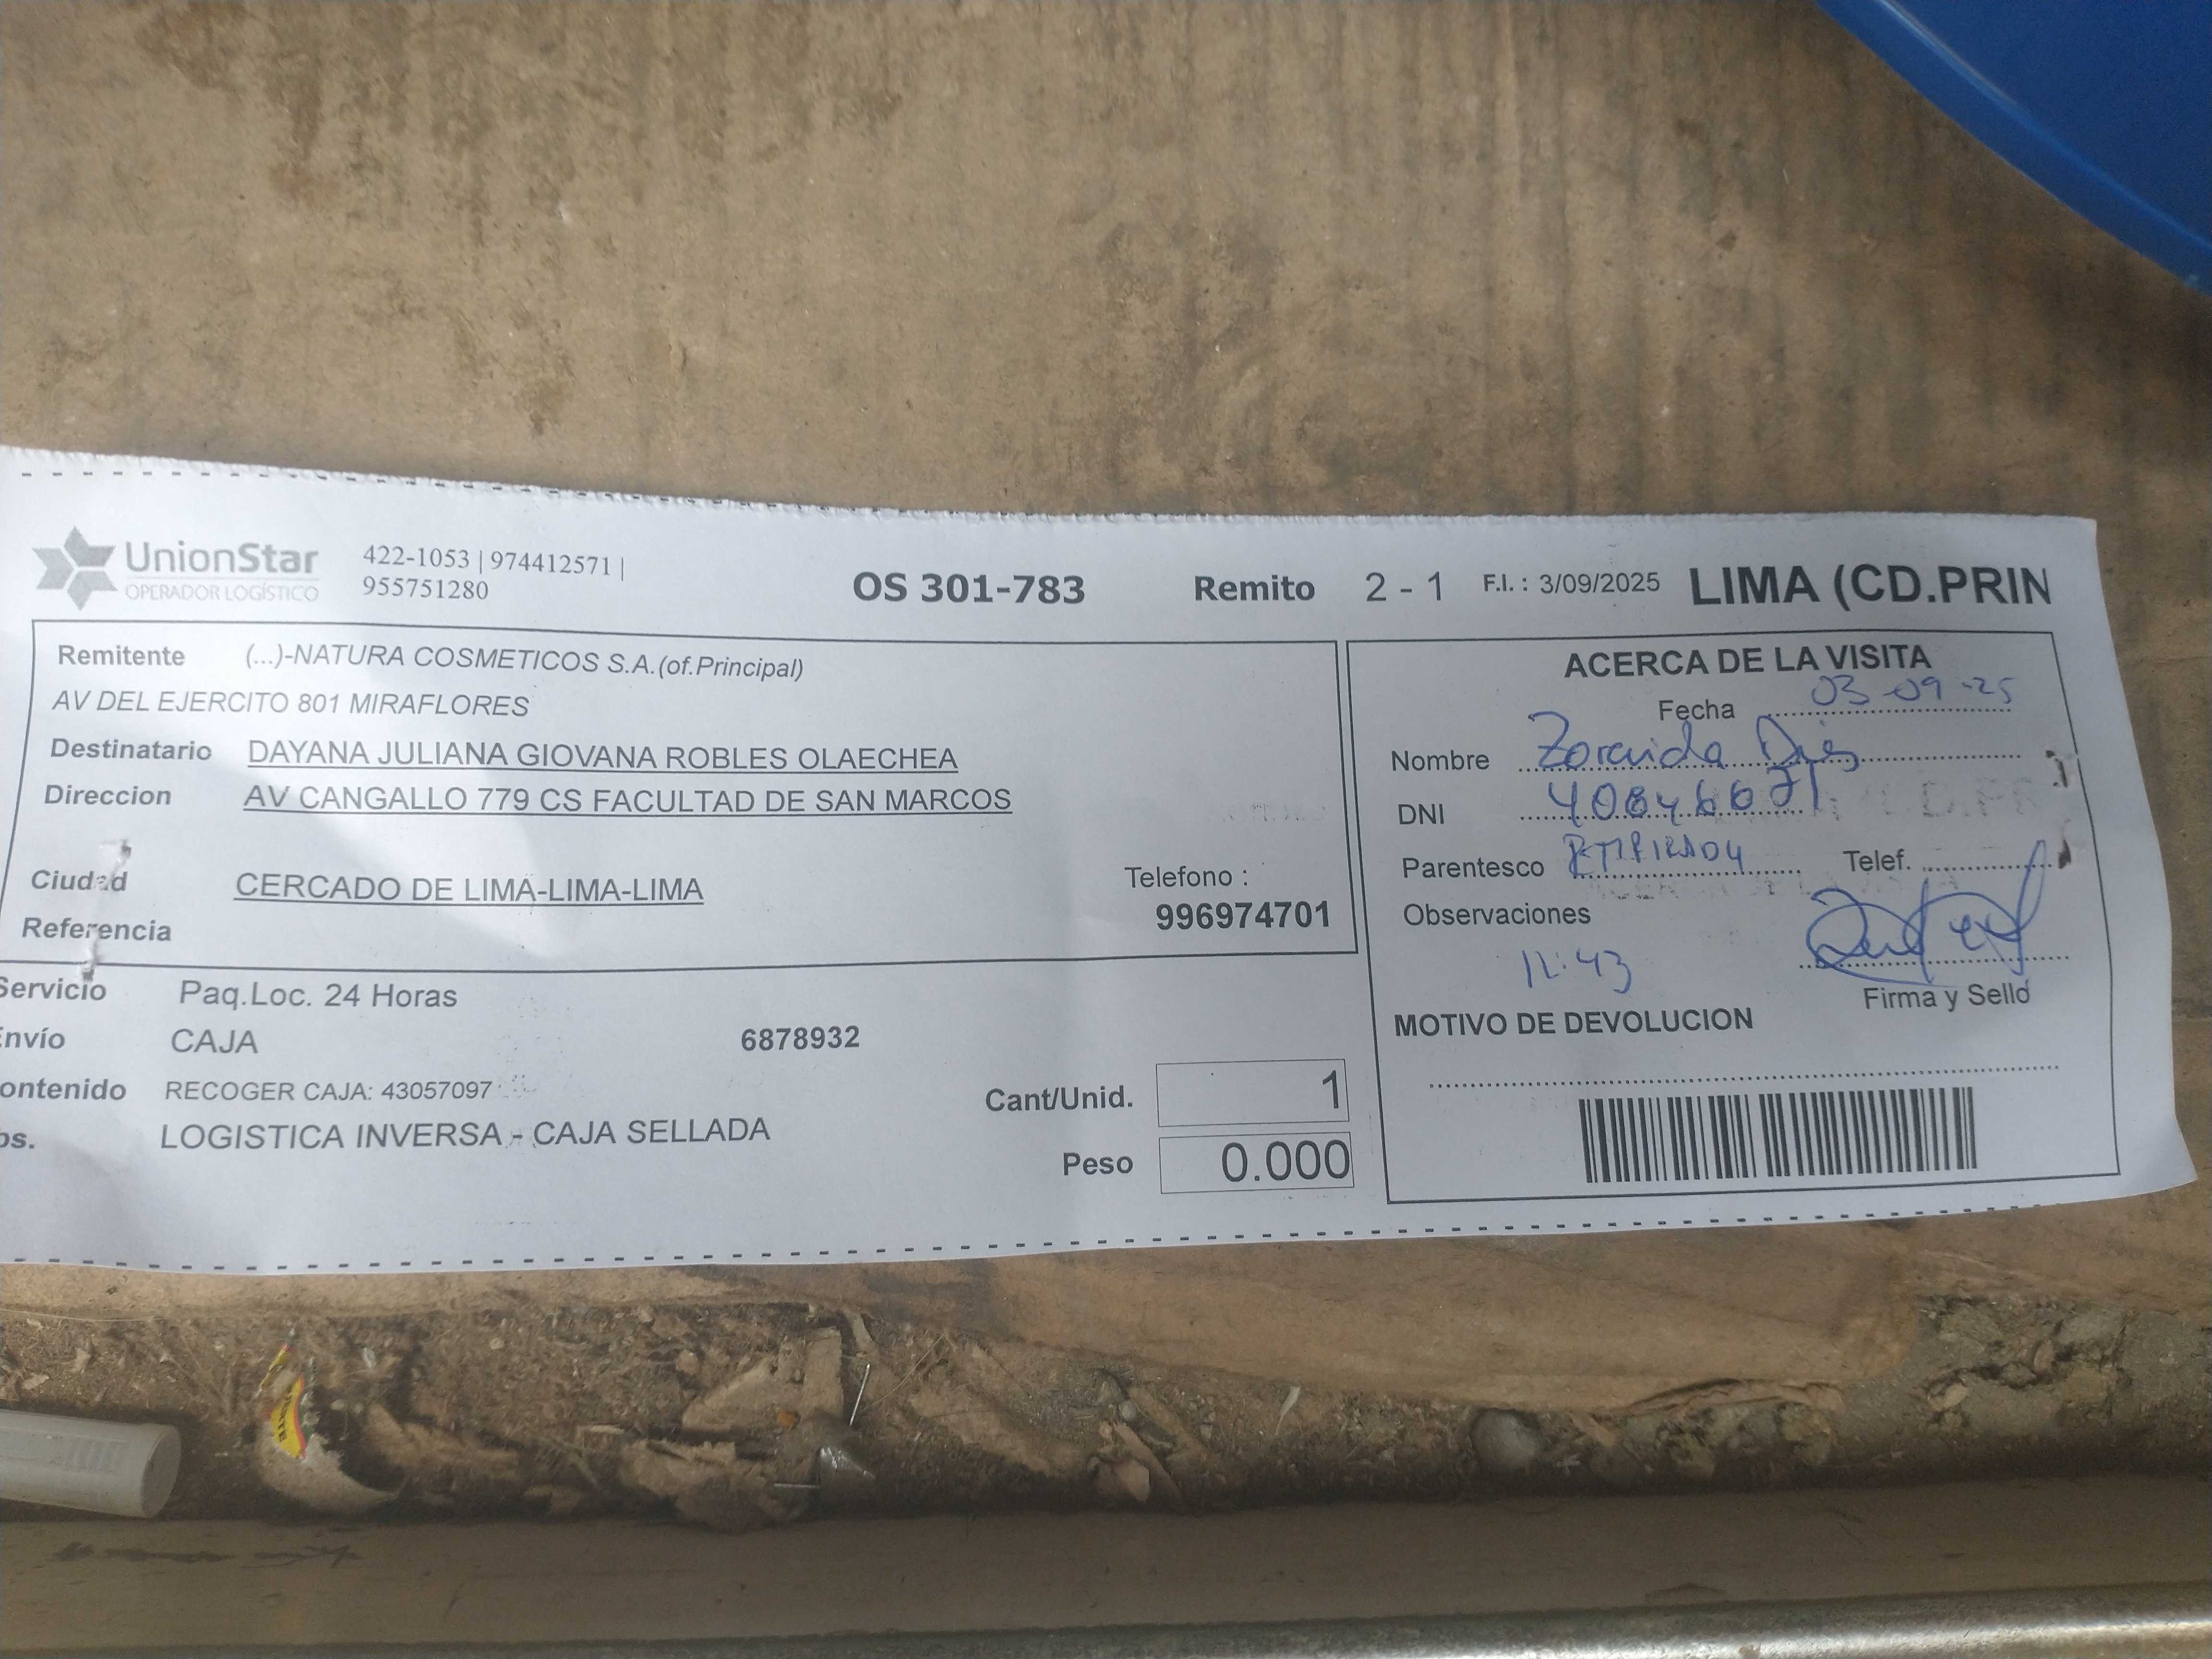 UnionStar
OPERADOR LOGÍSTICO
422-1053 | 974412571 |
955751280
OS 301-783
Remito 2 - 1
F.I. : 3/09/2025
LIMA (CD.PRIN
Remitente (...)-NATURA COSMETICOS S.A.(of.Principal)
AV DEL EJERCITO 801 MIRAFLORES
Destinatario DAYANA JULIANA GIOVANA ROBLES OLAECHEA
Direccion AV CANGALLO 779 CS FACULTAD DE SAN MARCOS
Ciudad CERCADO DE LIMA-LIMA-LIMA
Telefono :
996974701
Referencia
Servicio Paq.Loc. 24 Horas
Envío CAJA 6878932
ontenido RECOGER CAJA: 43057097
bs. LOGISTICA INVERSA - CAJA SELLADA
Cant/Unid. 1
Peso 0.000
ACERCA DE LA VISITA
Fecha 03-09-25
Nombre Zoraida
DNI
Parentesco
Telef.
Observaciones
12:43
Firma y Sello
MOTIVO DE DEVOLUCION